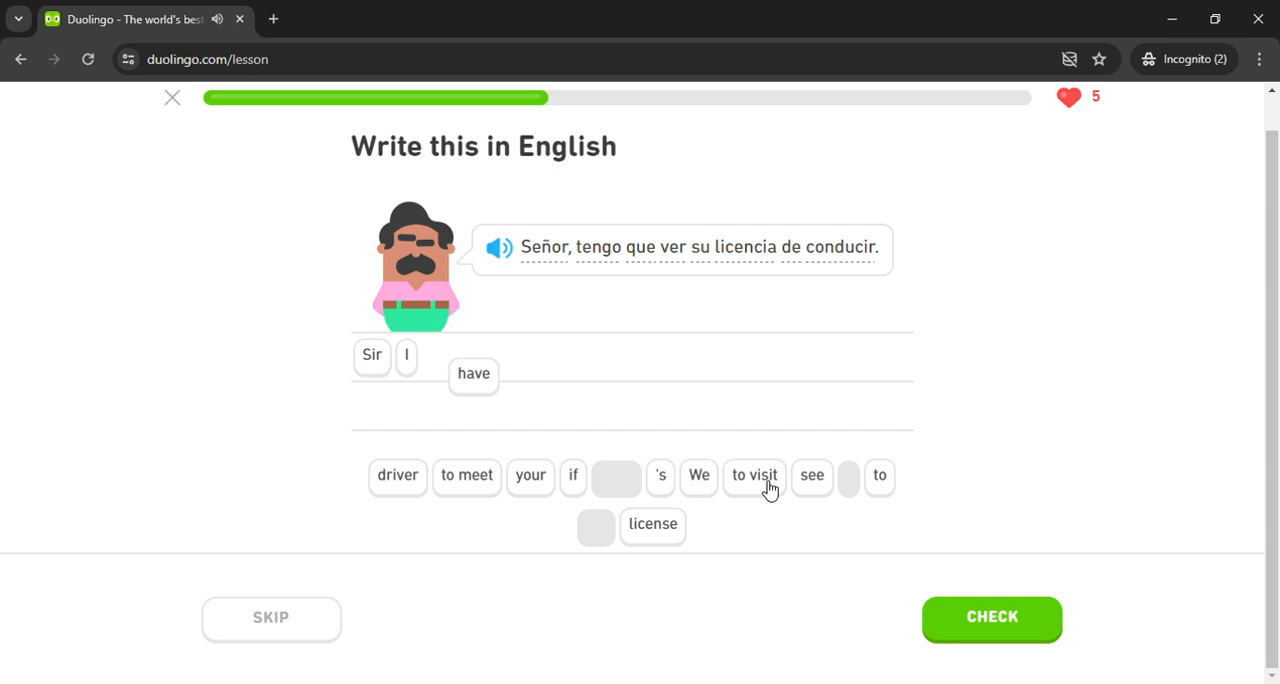 Duolingo - The world's bes
duolingo.com/lesson
Incognito (2)
5
Write this in English
Señor, tengo que ver su licencia de conducir.
Sir I have
driver to meet your if 's We to visit see to
license
SKIP CHECK